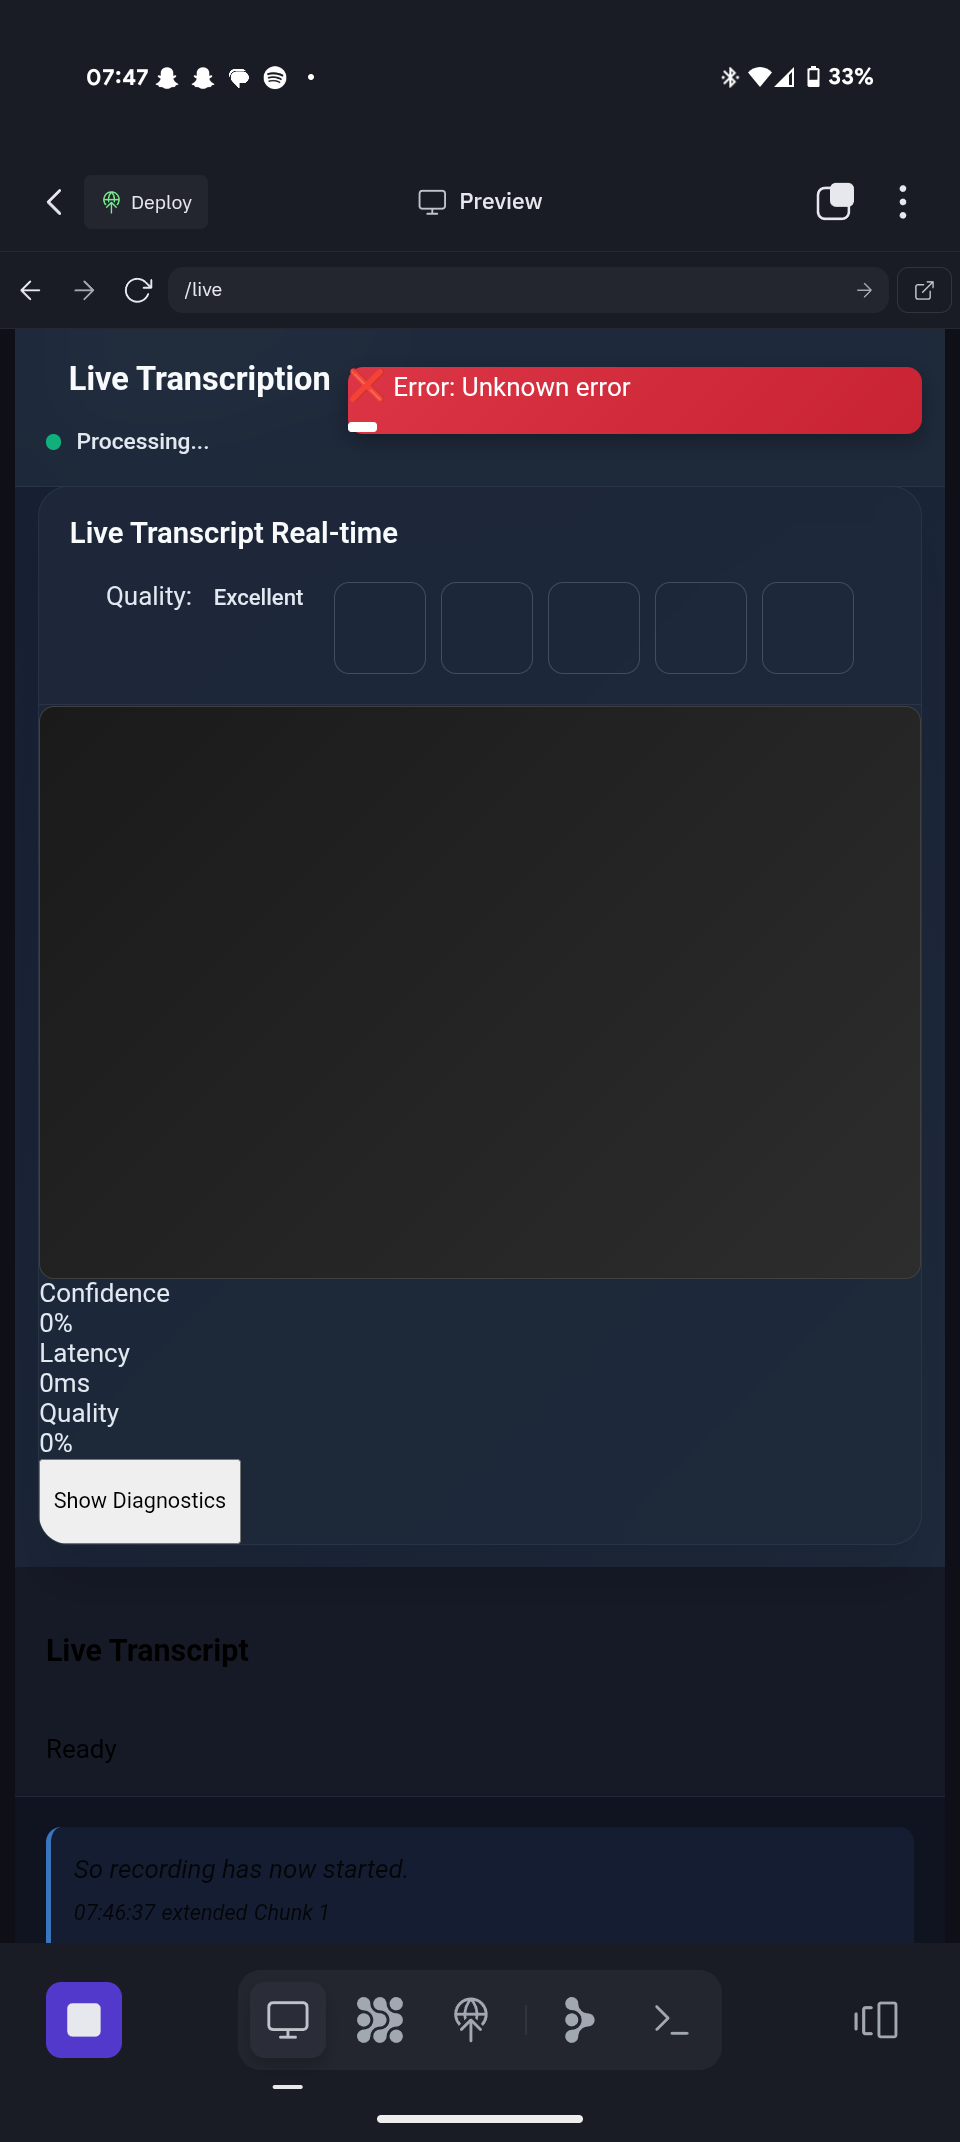 07:47
33%
Deploy
Preview
/live
Live Transcription
❌ Error: Unknown error
Processing...
Live Transcript Real-time
Quality: Excellent
Confidence
0%
Latency
0ms
Quality
0%
Show Diagnostics
Live Transcript
Ready
So recording has now started.
07:46:37 extended Chunk 1